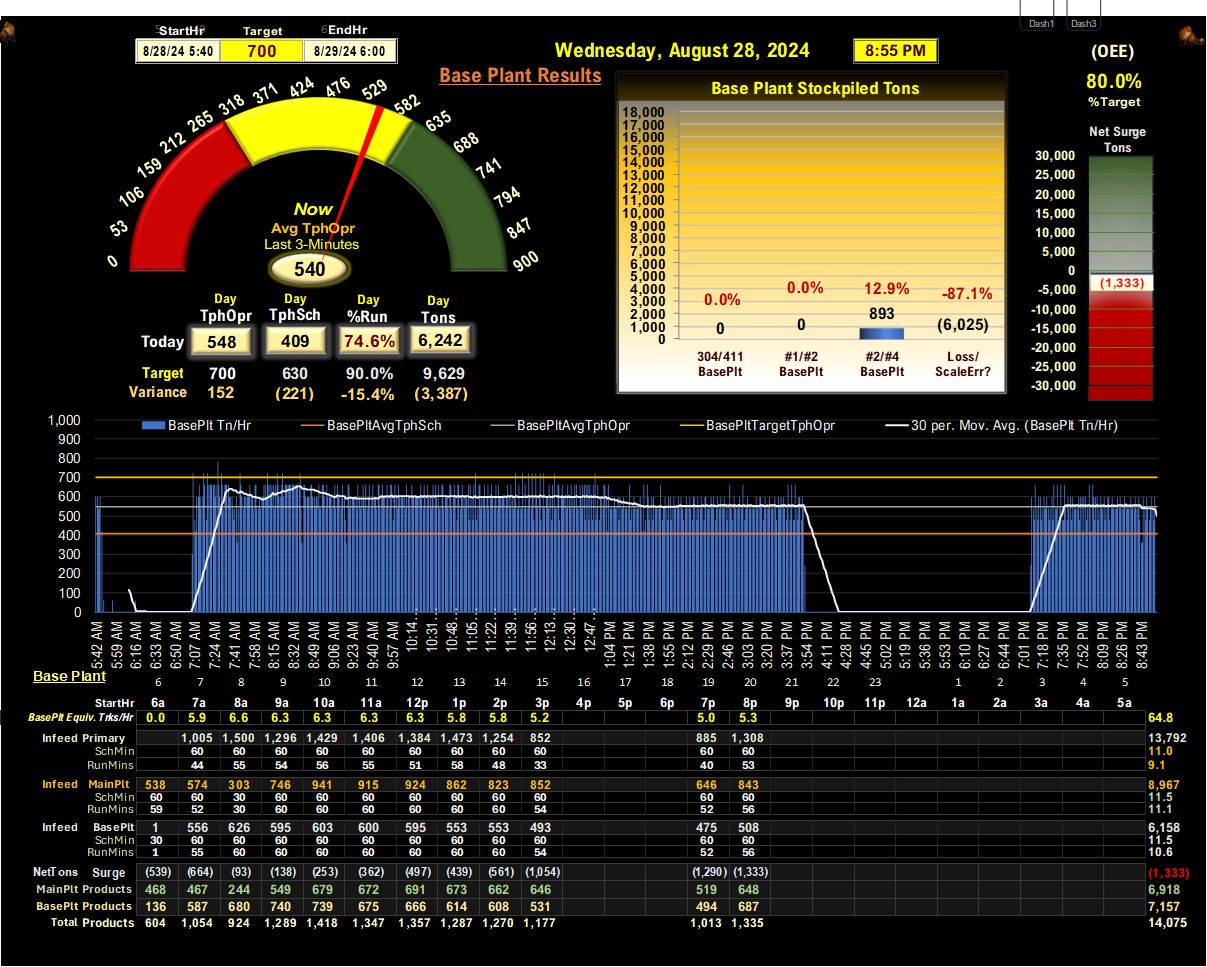 Dash1 Dash3
StartHr Target EndHr
8/28/24 5:40 700 8/29/24 6:00
Wednesday, August 28, 2024 8:55 PM
(OEE)
80.0%
%Target
Base Plant Results
Base Plant Stockpiled Tons
18,000
17,000
16,000
15,000
14,000
13,000
12,000
11,000
10,000
9,000
8,000
7,000
6,000
5,000
4,000
3,000
2,000
1,000
0
0.0% 0.0% 12.9% -87.1%
0 0 893 (6,025)
304/411 #1/#2 #2/#4 Loss/
BasePlt BasePlt BasePlt ScaleErr?
Net Surge
Tons
30,000
25,000
20,000
15,000
10,000
5,000
0
-5,000
-10,000
-15,000
-20,000
-25,000
-30,000
(1,333)
0 53 106 159 212 265 318 371 424 476 529 582 635 688 741 794 847 900
Now
Avg TphOpr
Last 3-Minutes
540
Day Day Day Day
TphOpr TphSch %Run Tons
Today 548 409 74.6% 6,242
Target 700 630 90.0% 9,629
Variance 152 (221) -15.4% (3,387)
BasePlt Tn/Hr BasePltAvgTphSch BasePltAvgTphOpr BasePltTargetTphOpr 30 per. Mov. Avg. (BasePlt Tn/Hr)
1,000
900
800
700
600
500
400
300
200
100
0
5:42 AM 5:59 AM 6:16 AM 6:33 AM 6:50 AM 7:07 AM 7:24 AM 7:41 AM 7:58 AM 8:15 AM 8:32 AM 8:49 AM 9:06 AM 9:23 AM 9:40 AM 9:57 AM 10:14... 10:31... 10:48... 11:05... 11:22... 11:39... 11:56... 12:13... 12:30... 12:47... 1:04 PM 1:21 PM 1:38 PM 1:55 PM 2:12 PM 2:29 PM 2:46 PM 3:03 PM 3:20 PM 3:37 PM 3:54 PM 4:11 PM 4:28 PM 4:45 PM 5:02 PM 5:19 PM 5:36 PM 5:53 PM 6:10 PM 6:27 PM 6:44 PM 7:01 PM 7:18 PM 7:35 PM 7:52 PM 8:09 PM 8:26 PM 8:43 PM
Base Plant
6 7 8 9 10 11 12 13 14 15 16 17 18 19 20 21 22 23 1 2 3 4 5
StartHr 6a 7a 8a 9a 10a 11a 12p 1p 2p 3p 4p 5p 6p 7p 8p 9p 10p 11p 12a 1a 2a 3a 4a 5a
BasePlt Equiv. Trks/Hr 0.0 5.9 6.6 6.3 6.3 6.3 6.3 5.8 5.8 5.2 5.0 5.3 64.8
Infeed Primary 1,005 1,500 1,296 1,429 1,406 1,384 1,473 1,254 852 885 1,308 13,792
SchMin 60 60 60 60 60 60 60 60 60 60 60 11.0
RunMins 44 55 54 56 55 51 58 48 33 40 53 9.1
Infeed MainPlt 538 574 303 746 941 915 924 862 823 852 646 843 8,967
SchMin 60 60 30 60 60 60 60 60 60 60 60 60 11.5
RunMins 59 52 30 60 60 60 60 60 60 54 52 56 11.1
Infeed BasePlt 1 556 626 595 603 600 595 553 553 493 475 508 6,158
SchMin 30 60 60 60 60 60 60 60 60 60 60 60 11.5
RunMins 1 55 60 60 60 60 60 60 60 54 52 56 10.6
NetTons Surge (539) (664) (93) (138) (253) (362) (497) (439) (561) (1,054) (1,290) (1,333) (1,333)
MainPlt Products 468 467 244 549 679 672 691 673 662 646 519 648 6,918
BasePlt Products 136 587 680 740 739 675 666 614 608 531 494 687 7,157
Total Products 604 1,054 924 1,289 1,418 1,347 1,357 1,287 1,270 1,177 1,013 1,335 14,075